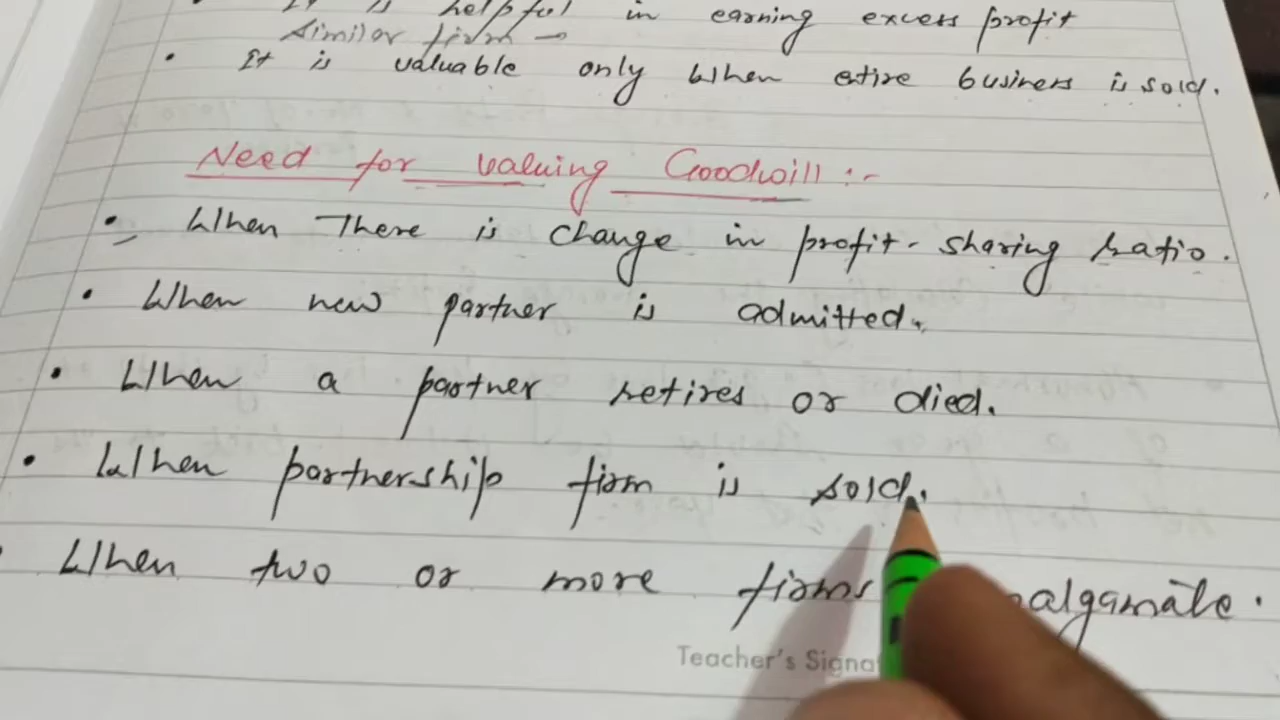 It is helpful in earning excess profit
similar firm →
• It is valuable only when entire business is sold.
Need for valuing Goodwill :-
• When There is change in profit-sharing ratio.
• When new partner is admitted.
• When a partner retires or died.
• When partnership firm is sold.
When two or more firms
Teacher's